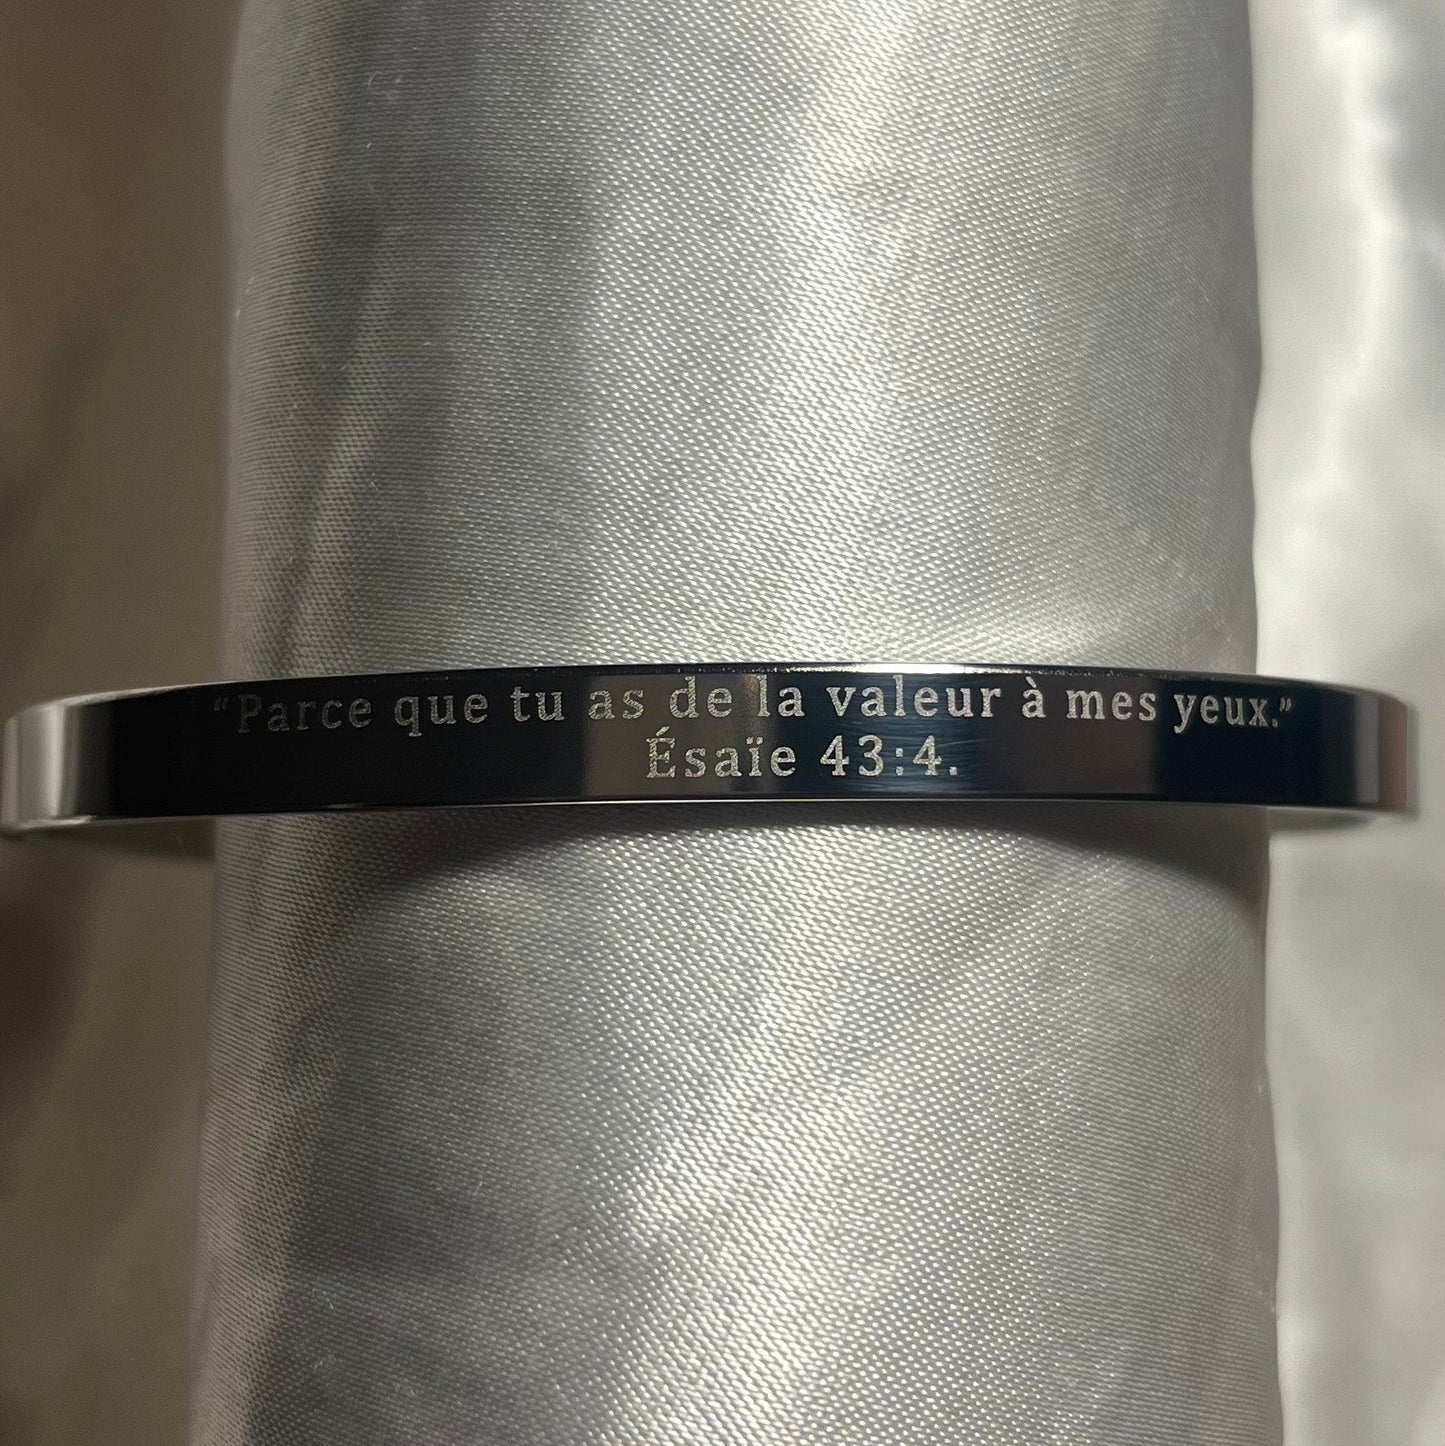 “Parce que tu as de la valeur à mes yeux.”
Ésaïe 43:4.